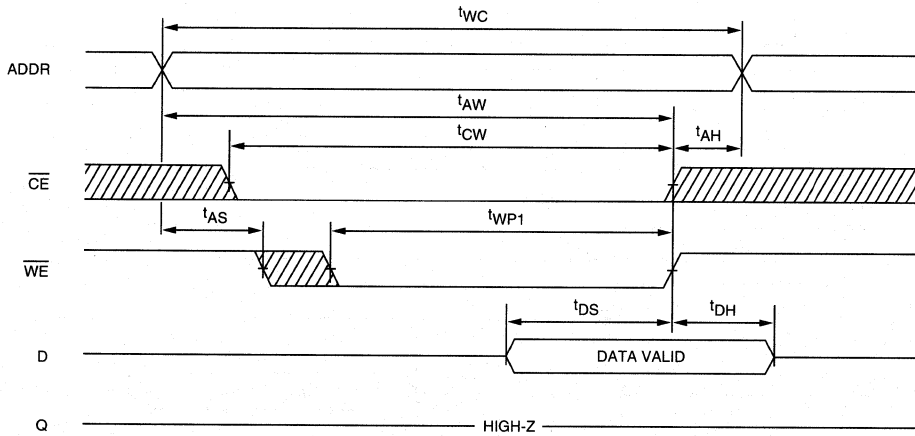 tWC
ADDR
tAW
tCW
tAH
CE
tAS
tWP1
WE
tDS
tDH
D
DATA VALID
Q
HIGH-Z